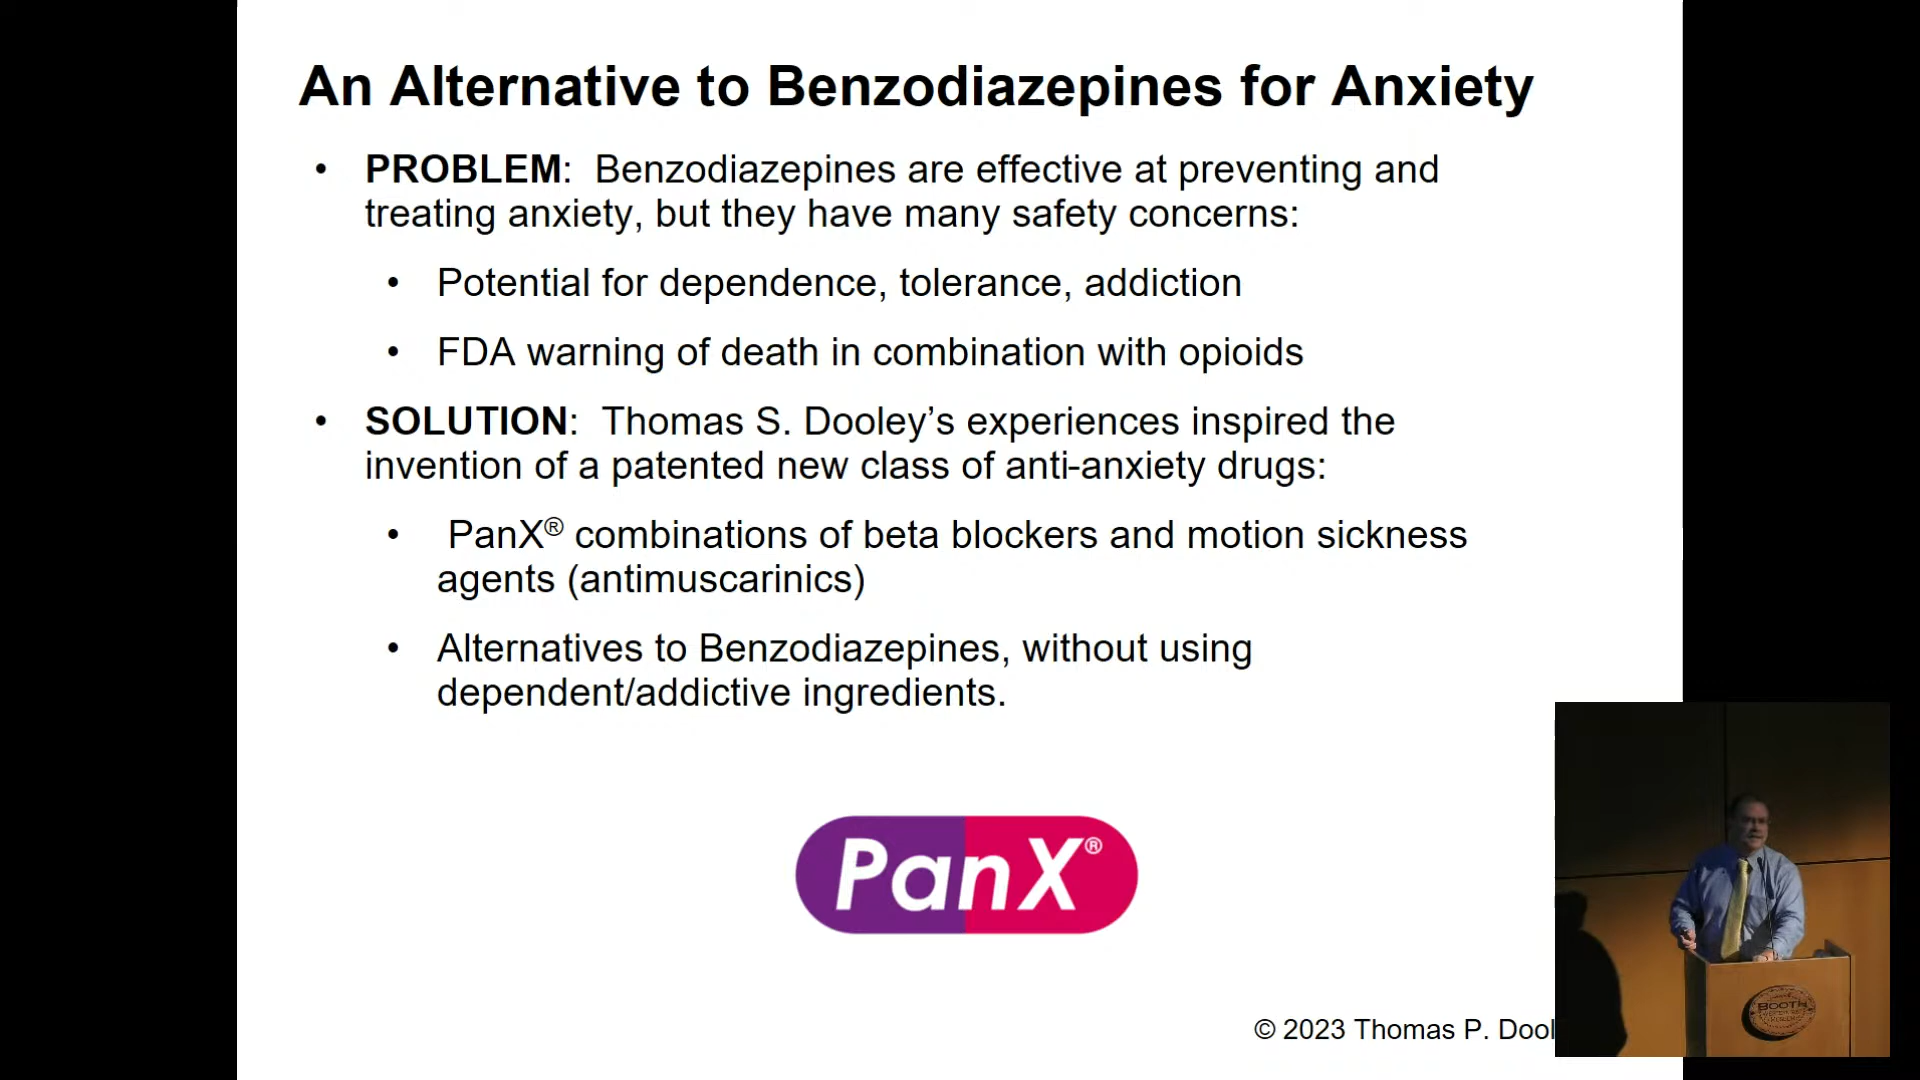 An Alternative to Benzodiazepines for Anxiety
• PROBLEM: Benzodiazepines are effective at preventing and
treating anxiety, but they have many safety concerns:
• Potential for dependence, tolerance, addiction
• FDA warning of death in combination with opioids
• SOLUTION: Thomas S. Dooley’s experiences inspired the
invention of a patented new class of anti-anxiety drugs:
• PanX® combinations of beta blockers and motion sickness
agents (antimuscarinics)
• Alternatives to Benzodiazepines, without using
dependent/addictive ingredients.
PanX®
© 2023 Thomas P. Dool
BOOTH